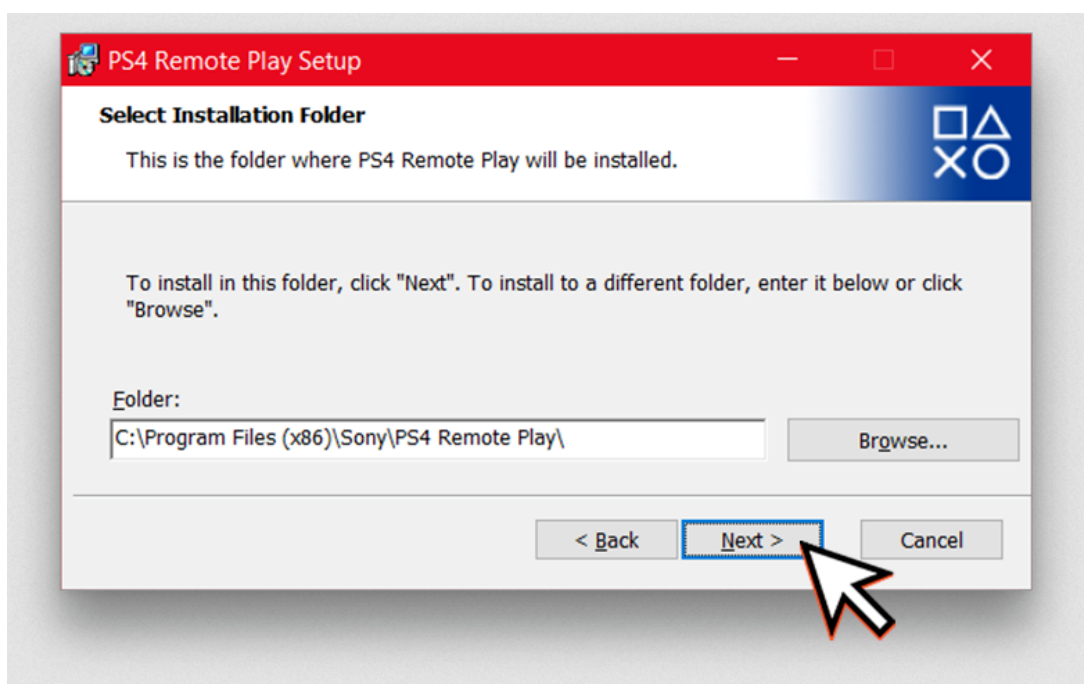 PS4 Remote Play Setup
Select Installation Folder
This is the folder where PS4 Remote Play will be installed.
To install in this folder, click "Next". To install to a different folder, enter it below or click
"Browse".
Folder:
C:\Program Files (x86)\Sony\PS4 Remote Play\
Browse...
< Back
Next >
Cancel